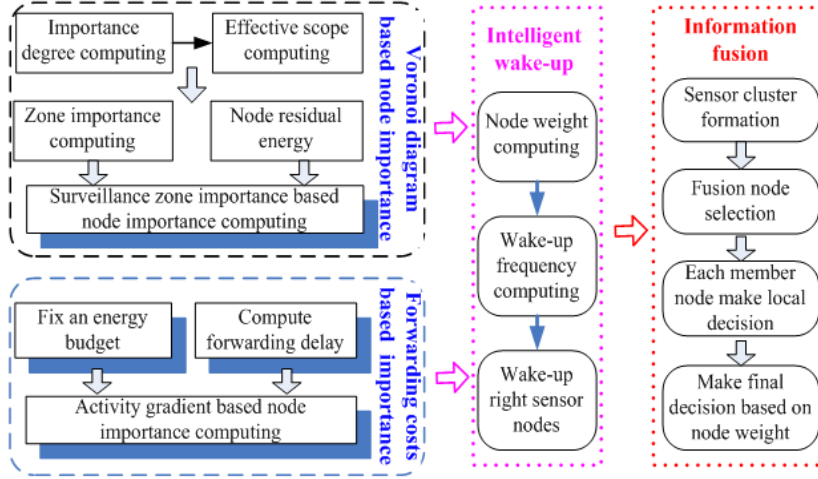 Importance
degree computing
Effective scope
computing
Zone importance
computing
Node residual
energy
Surveillance zone importance based
node importance computing
Voronoi diagram
based node importance
Fix an energy
budget
Compute
forwarding delay
Activity gradient based node
importance computing
Forwarding costs
based importance
Intelligent
wake-up
Node weight
computing
Wake-up
frequency
computing
Wake-up
right sensor
nodes
Information
fusion
Sensor cluster
formation
Fusion node
selection
Each member
node make local
decision
Make final
decision based on
node weight